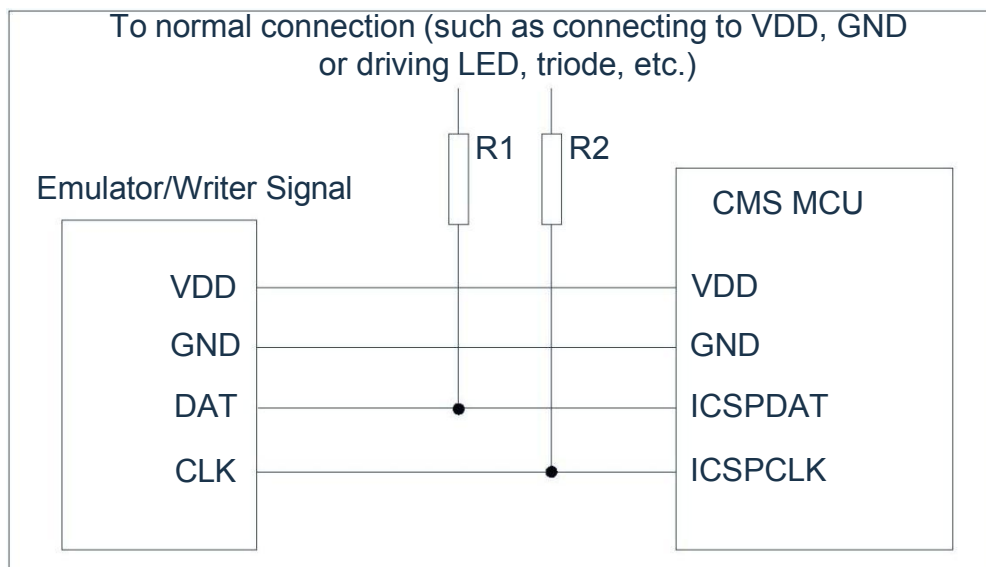 To normal connection (such as connecting to VDD, GND
or driving LED, triode, etc.)
R1
R2
Emulator/Writer Signal
CMS MCU
VDD
VDD
GND
GND
DAT
ICSPDAT
CLK
ICSPCLK